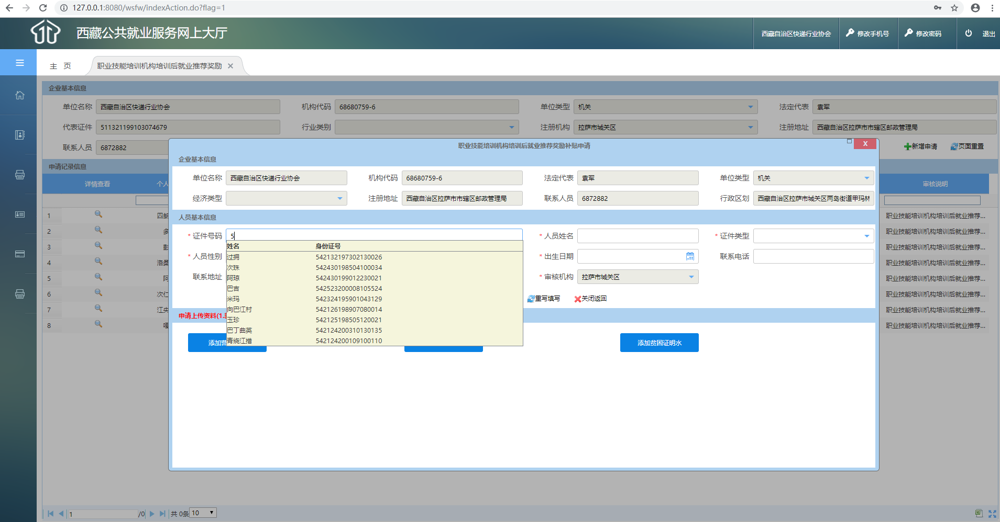 127.0.0.1:8080/wsfw/indexAction.do?flag=1
西藏公共就业服务网上大厅
西藏自治区快递行业协会
修改手机号
修改密码
退出
主 页
职业技能培训机构培训后就业推荐奖励
企业基本信息
单位名称 西藏自治区快递行业协会 机构代码 68680759-6 单位类型 机关 法定代表 袁军
代表证件 511321199103074679 行业类别 注册机构 拉萨市城关区 注册地址 西藏自治区拉萨市市辖区邮政管理局
联系人员 6872882
新增申请 页面重置
申请记录信息
详情查看 个人 审核说明
1 四朗 职业技能培训机构培训后就业推荐...
2 多 职业技能培训机构培训后就业推荐...
3 彭 职业技能培训机构培训后就业推荐...
4 洛桑 职业技能培训机构培训后就业推荐...
5 阿 职业技能培训机构培训后就业推荐...
6 次仁 职业技能培训机构培训后就业推荐...
7 江央 职业技能培训机构培训后就业推荐...
8 嘎 职业技能培训机构培训后就业推荐...
职业技能培训机构培训后就业推荐奖励补贴申请
X
企业基本信息
单位名称 西藏自治区快递行业协会 机构代码 68680759-6 法定代表 袁军 单位类型 机关
经济类型 注册地址 西藏自治区拉萨市市辖区邮政管理局 联系人员 6872882 行政区划 西藏自治区拉萨市城关区两岛街道甲玛林
人员基本信息
* 证件号码 5 * 人员姓名 * 证件类型
* 人员性别 * 出生日期 联系电话
联系地址 * 审核机构 拉萨市城关区
姓名 身份证号
过拥 542132197302130026
次珠 542430198504100034
阿琼 542430199012230021
巴吉 542523200008105524
米玛 542324195901043129
向巴江村 542126198907080014
玉珍 542125198505120021
巴丁曲英 542124200310130135
青绕江措 542124200109100110
重写填写 关闭返回
申请上传资料(1.
添加营
添加贫困证明水
1 /0 共 0条 10